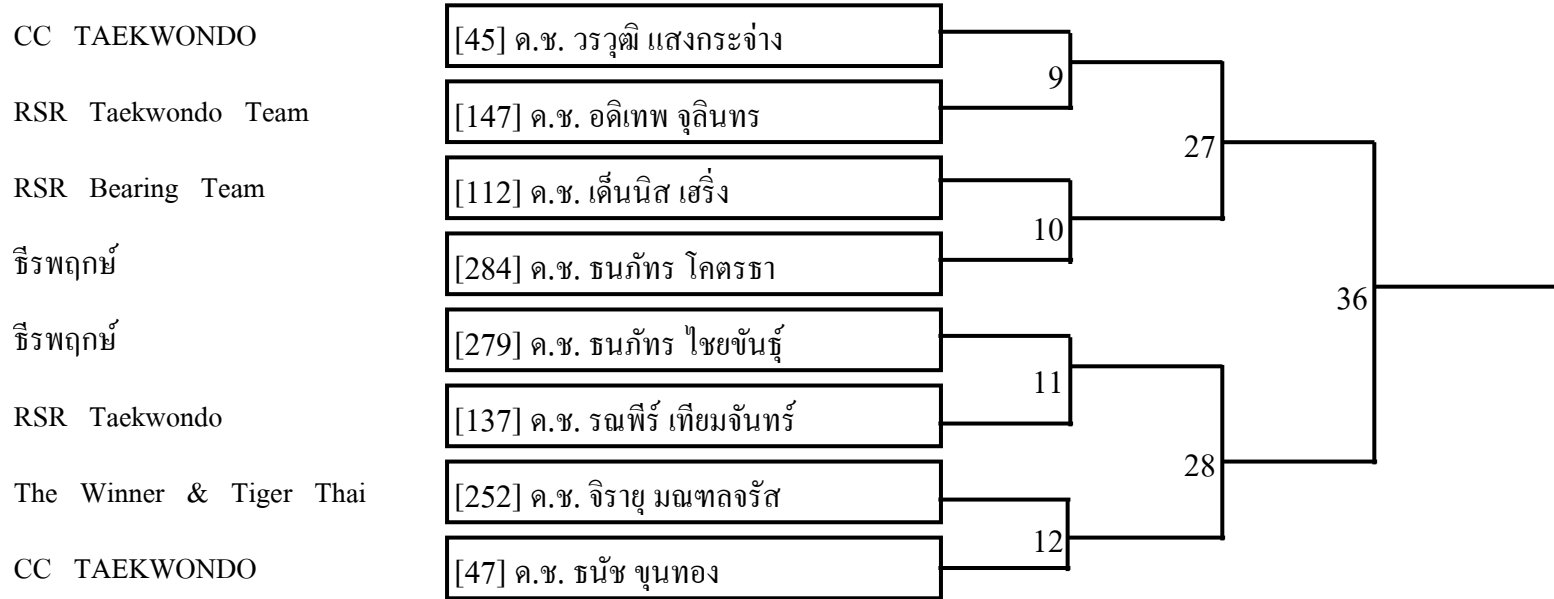 CC TAEKWONDO [45] ด.ช. วรวุฒิ แสงกระจ่าง
9
RSR Taekwondo Team [147] ด.ช. อดิเทพ จุลินทร
27
RSR Bearing Team [112] ด.ช. เด็นนิส เฮริ่ง
10
ธีรพฤกษ์ [284] ด.ช. ธนภัทร โคตรธา
36
ธีรพฤกษ์ [279] ด.ช. ธนภัทร ไชยขันธุ์
11
RSR Taekwondo [137] ด.ช. รณพีร์ เทียมจันทร์
28
The Winner & Tiger Thai [252] ด.ช. จิรายุ มณฑลจรัส
12
CC TAEKWONDO [47] ด.ช. ธนัช ขุนทอง